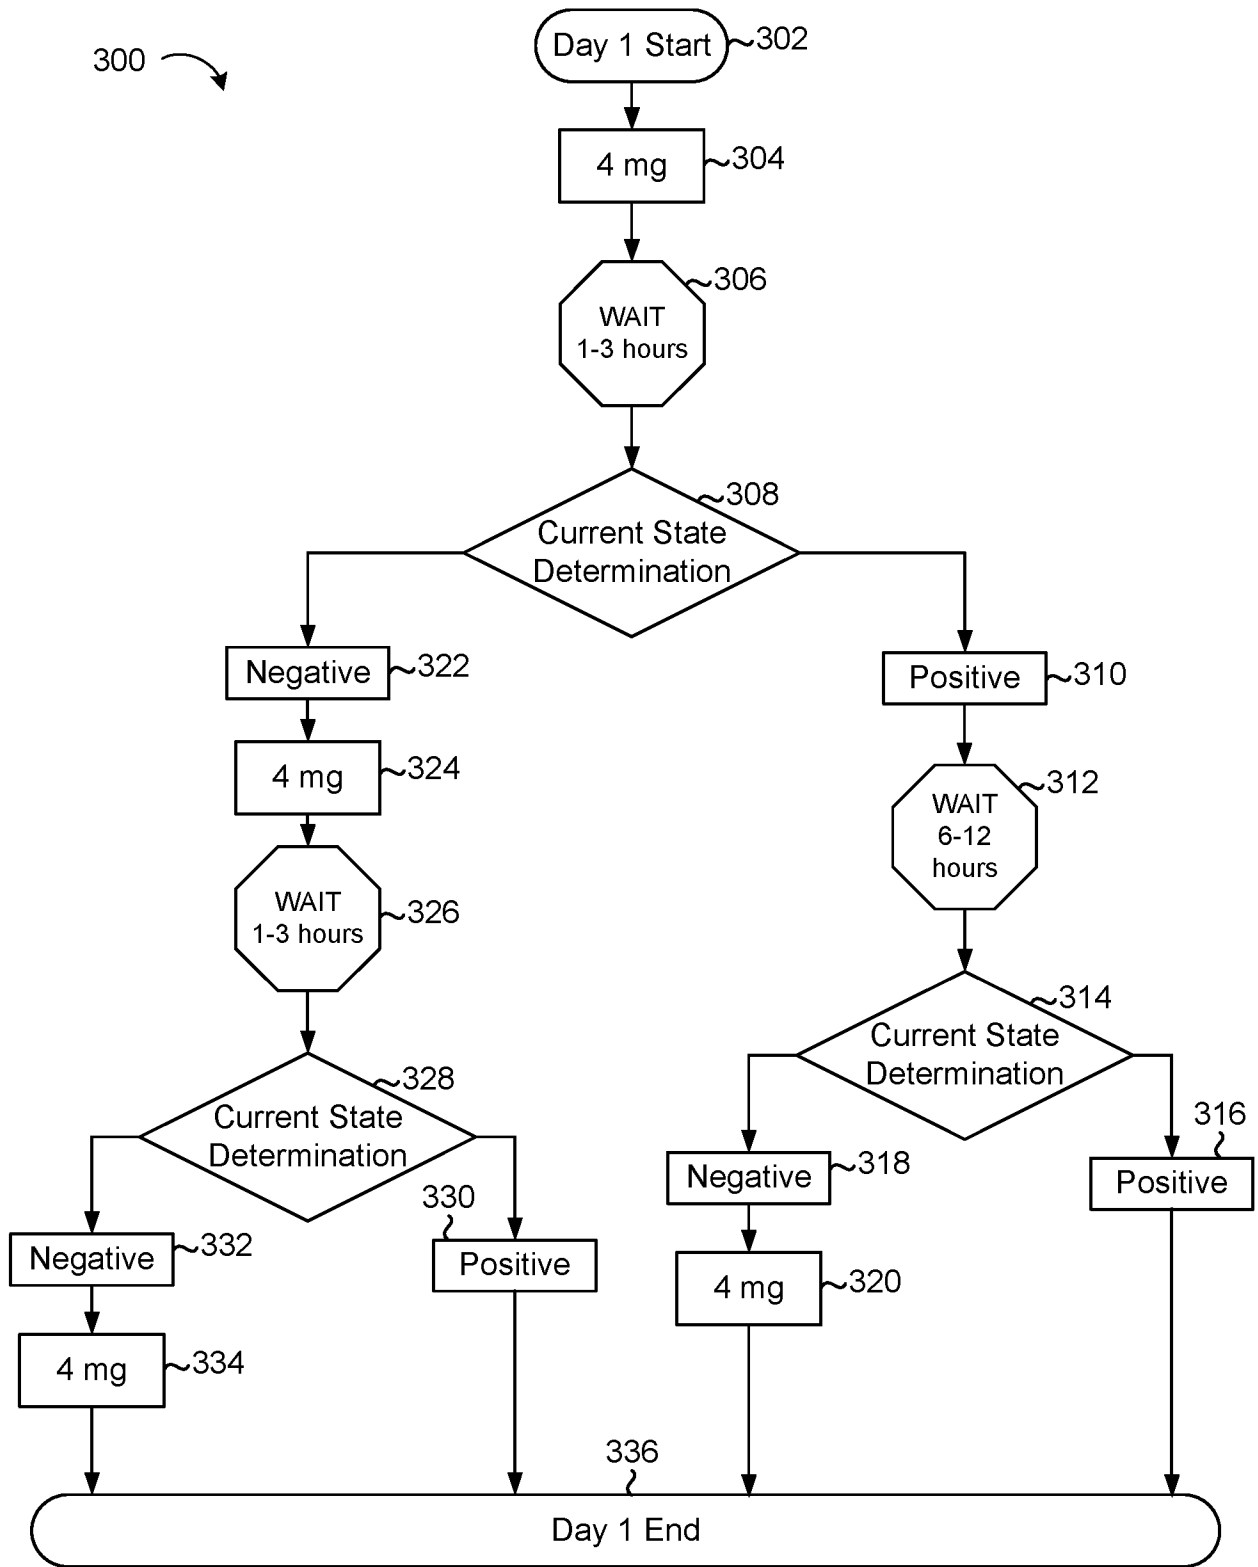 300
Day 1 Start
302
4 mg
304
306
WAIT
1-3 hours
308
Current State
Determination
Negative
322
Positive
310
4 mg
324
WAIT
6-12
hours
312
WAIT
1-3 hours
326
314
Current State
Determination
328
Current State
Determination
316
Negative
318
Positive
330
Negative
332
Positive
4 mg
320
4 mg
334
336
Day 1 End